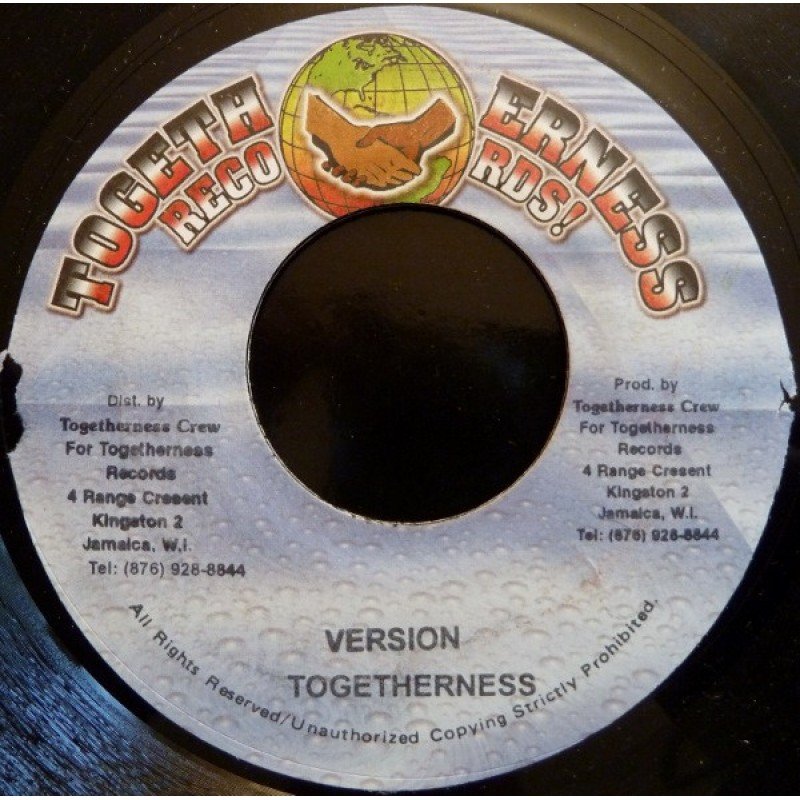 TOGETHERNESS
RECORDS!
Dist. by
Togetherness Crew
For Togetherness
Records
4 Range Cresent
Kingston 2
Jamaica, W.I.
Tel: (876) 928-8844
Prod. by
Togetherness Crew
For Togetherness
Records
4 Range Cresent
Kingston 2
Jamaica, W.I.
Tel: (876) 928-8844
VERSION
TOGETHERNESS
All Rights Reserved/Unauthorized Copying Strictly Prohibited.